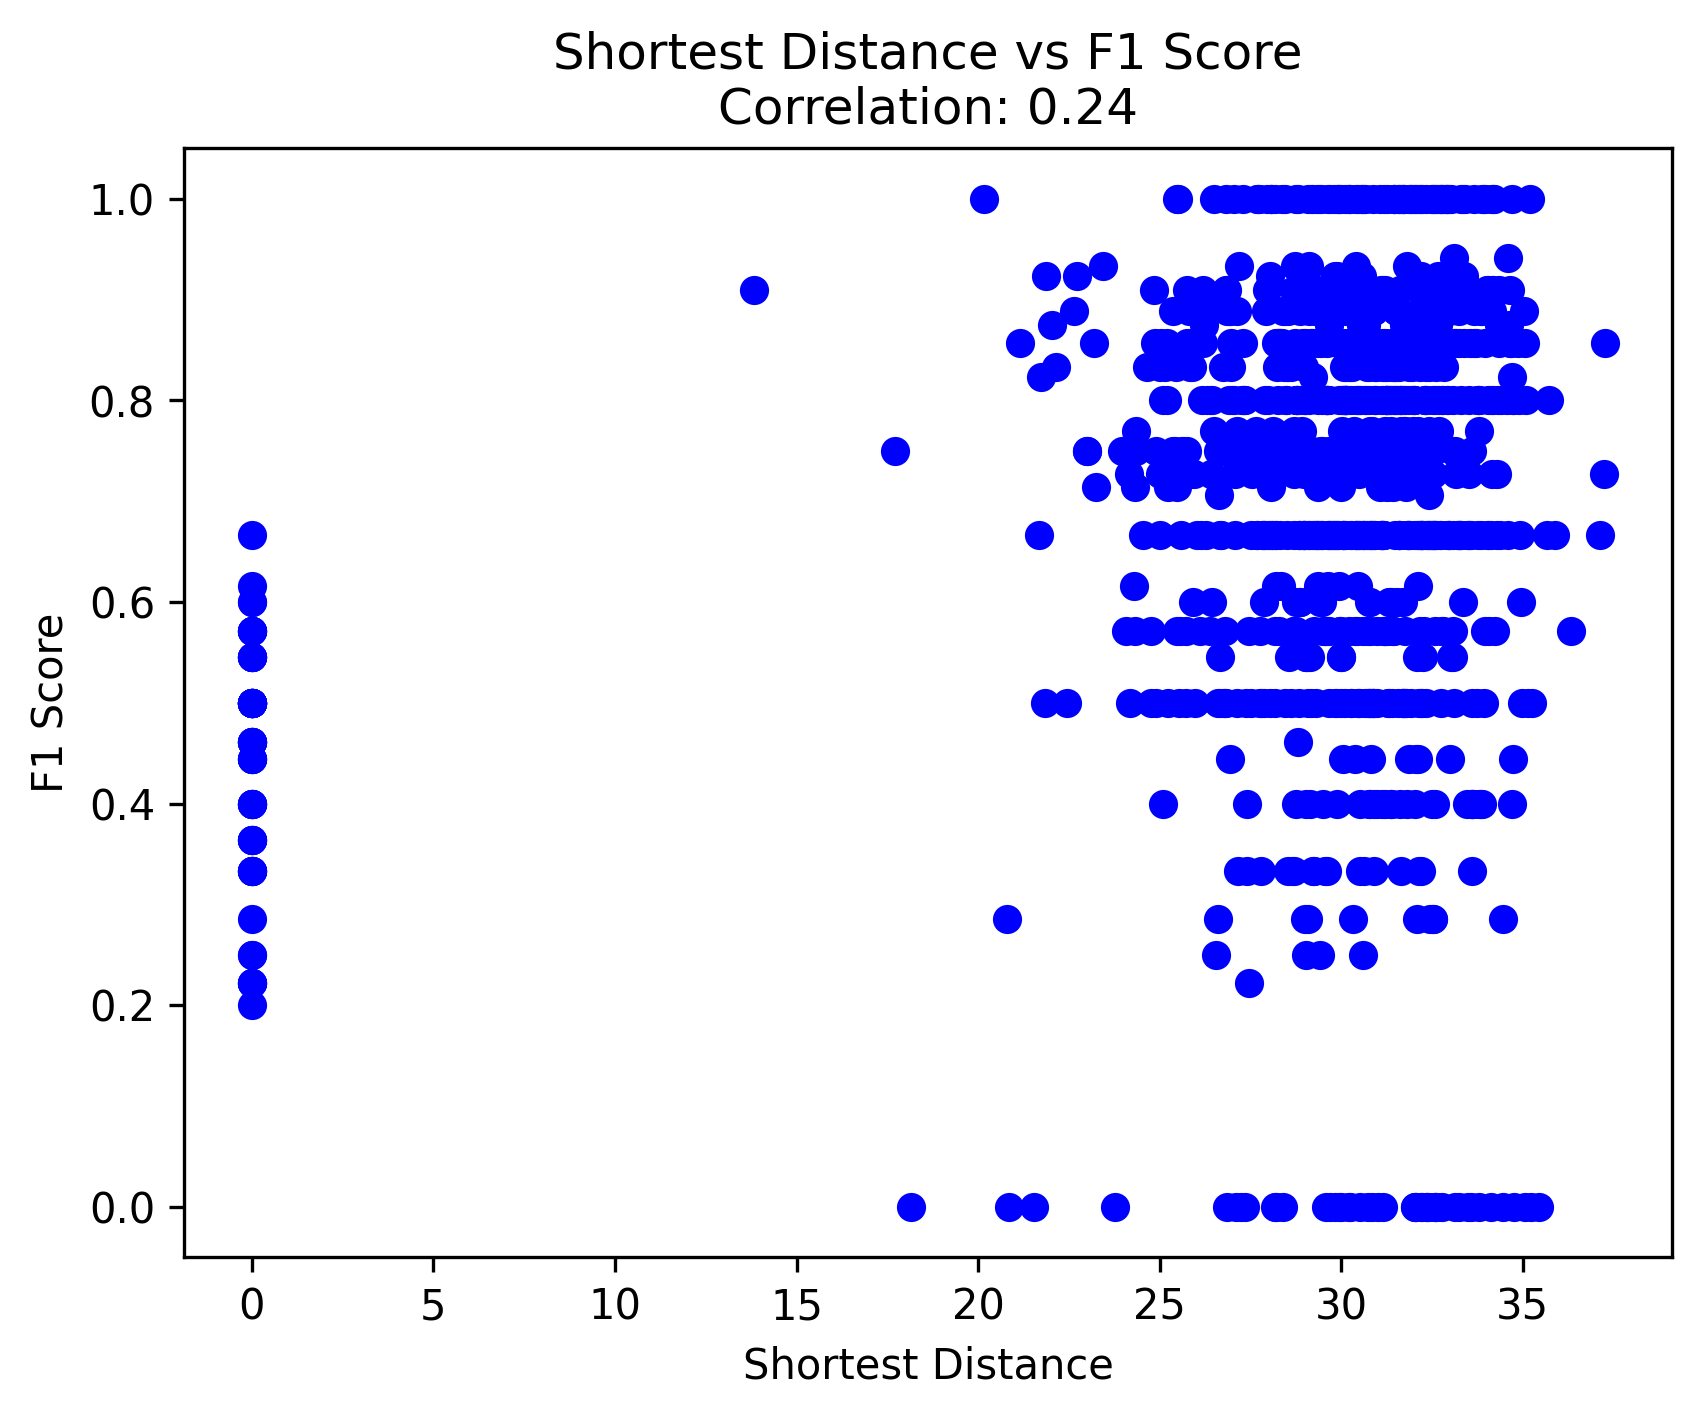 Shortest Distance vs F1 Score
Correlation: 0.24
1.0
0.8
0.6
0.4
0.2
0.0
F1 Score
0 5 10 15 20 25 30 35
Shortest Distance